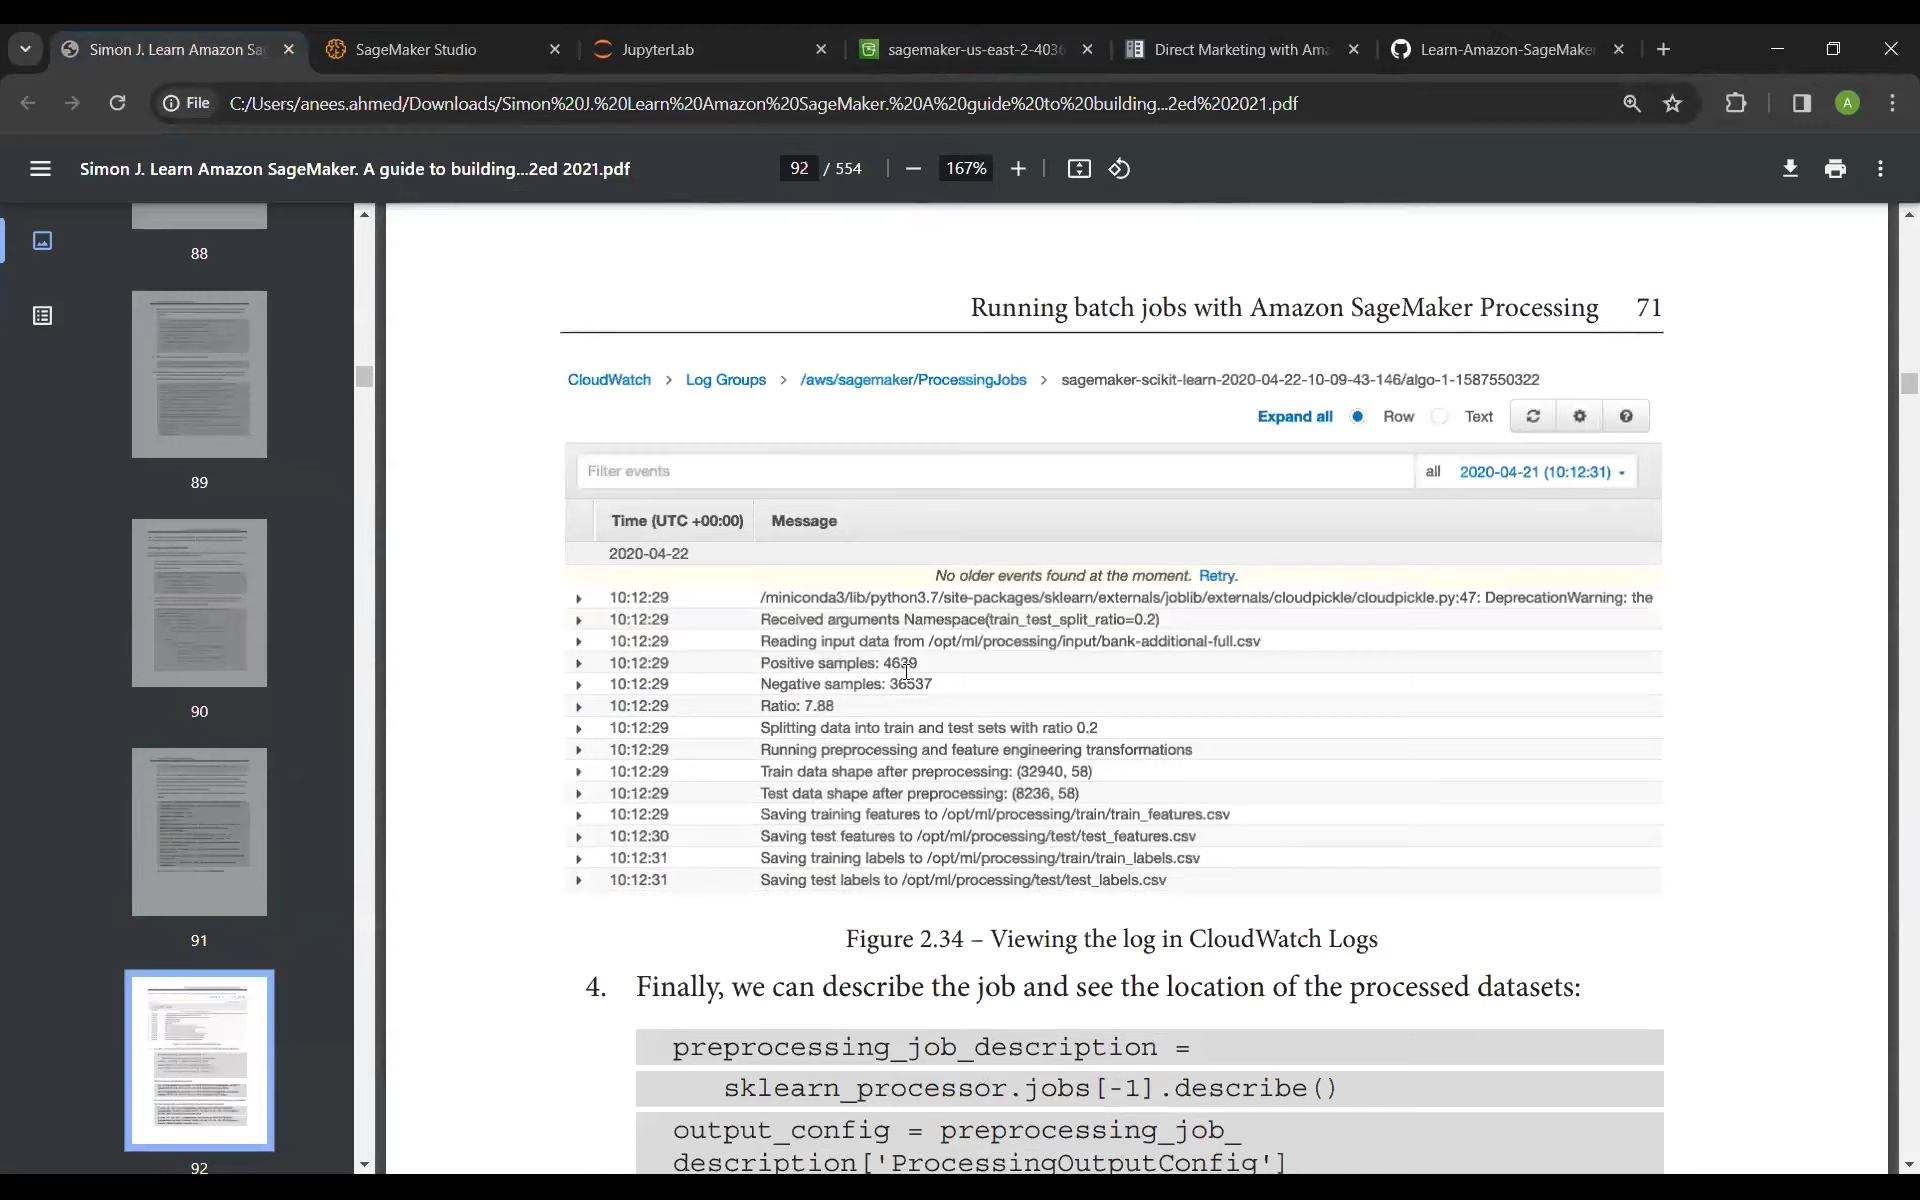 Simon J. Learn Amazon Sa
SageMaker Studio
JupyterLab
sagemaker-us-east-2-4036
Direct Marketing with Ama
Learn-Amazon-SageMaker
File
C:/Users/anees.ahmed/Downloads/Simon%20J.%20Learn%20Amazon%20SageMaker.%20A%20guide%20to%20building...2ed%202021.pdf
A
Simon J. Learn Amazon SageMaker. A guide to building...2ed 2021.pdf
92 / 554
167%
88
89
90
91
92
Running batch jobs with Amazon SageMaker Processing 71
CloudWatch > Log Groups > /aws/sagemaker/ProcessingJobs > sagemaker-scikit-learn-2020-04-22-10-09-43-146/algo-1-1587550322
Expand all Row Text
Filter events
all 2020-04-21 (10:12:31)
Time (UTC +00:00) Message
2020-04-22
No older events found at the moment. Retry.
10:12:29 /miniconda3/lib/python3.7/site-packages/sklearn/externals/joblib/externals/cloudpickle/cloudpickle.py:47: DeprecationWarning: the
10:12:29 Received arguments Namespace(train_test_split_ratio=0.2)
10:12:29 Reading input data from /opt/ml/processing/input/bank-additional-full.csv
10:12:29 Positive samples: 4639
10:12:29 Negative samples: 36537
10:12:29 Ratio: 7.88
10:12:29 Splitting data into train and test sets with ratio 0.2
10:12:29 Running preprocessing and feature engineering transformations
10:12:29 Train data shape after preprocessing: (32940, 58)
10:12:29 Test data shape after preprocessing: (8236, 58)
10:12:29 Saving training features to /opt/ml/processing/train/train_features.csv
10:12:30 Saving test features to /opt/ml/processing/test/test_features.csv
10:12:31 Saving training labels to /opt/ml/processing/train/train_labels.csv
10:12:31 Saving test labels to /opt/ml/processing/test/test_labels.csv
Figure 2.34 – Viewing the log in CloudWatch Logs
4. Finally, we can describe the job and see the location of the processed datasets:
preprocessing_job_description =
sklearn_processor.jobs[-1].describe()
output_config = preprocessing_job_
description['ProcessingOutputConfig']